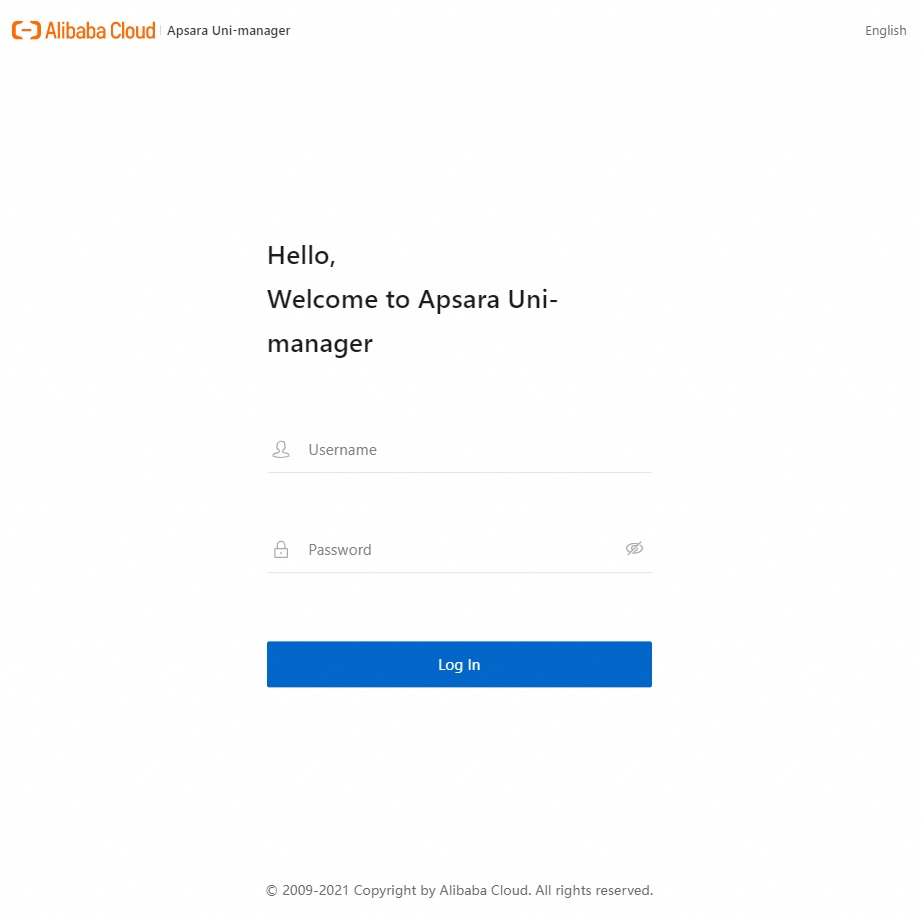 Alibaba Cloud | Apsara Uni-manager
English
Hello,
Welcome to Apsara Uni-
manager
Username
Password
Log In
© 2009-2021 Copyright by Alibaba Cloud. All rights reserved.